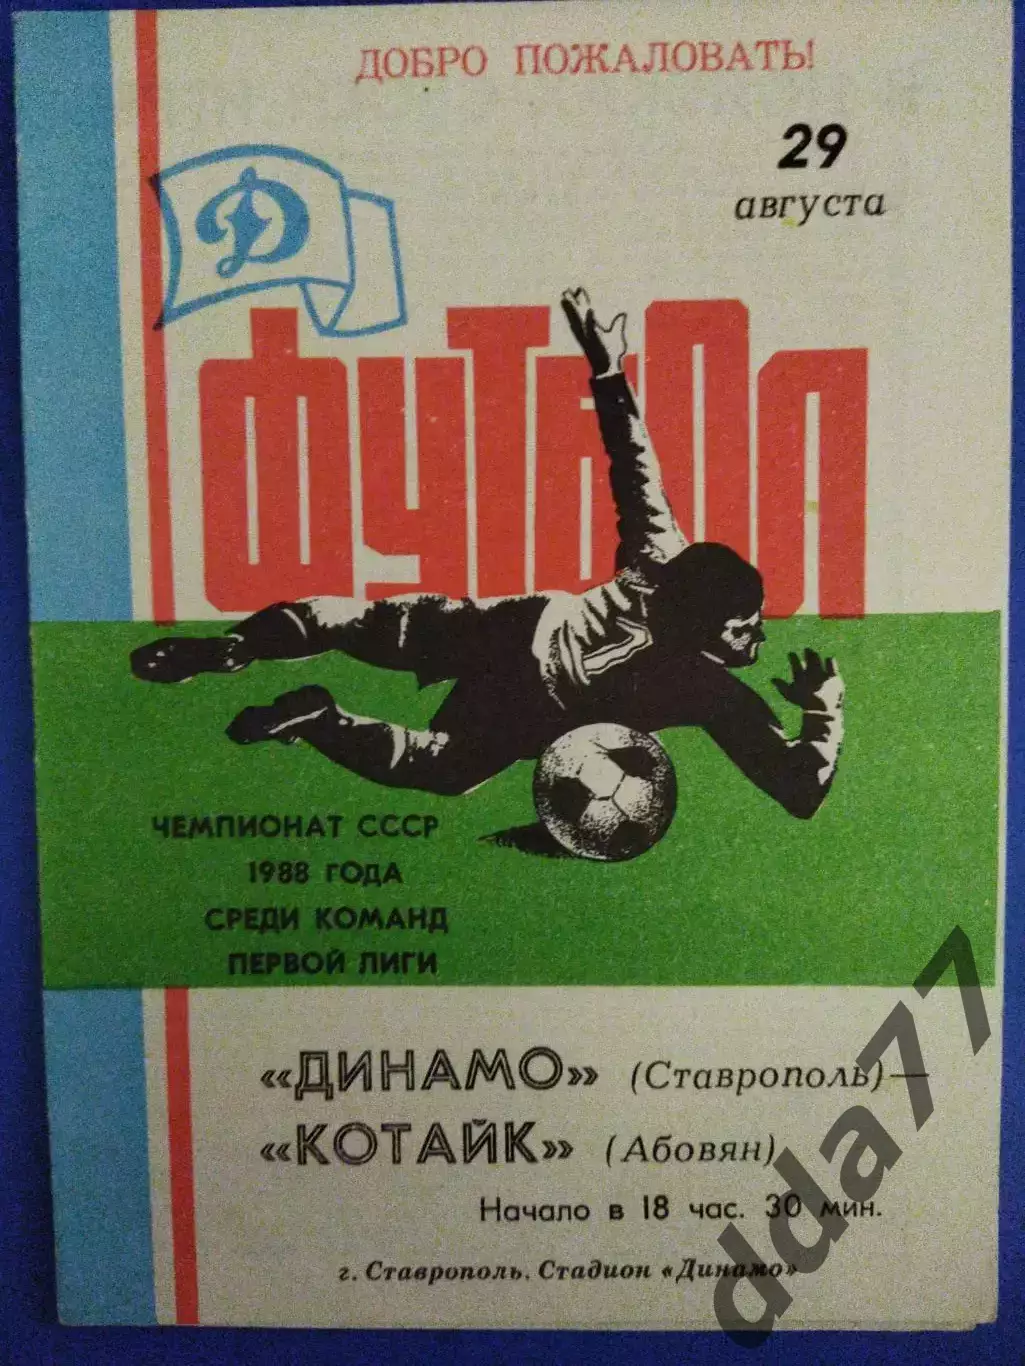 ДОБРО ПОЖАЛОВАТЬ!
29
августа
Д
ФУТБОЛ
ЧЕМПИОНАТ СССР
1988 ГОДА
СРЕДИ КОМАНД
ПЕРВОЙ ЛИГИ
«ДИНАМО» (Ставрополь)—
«КОТАЙК» (Абовян)
Начало в 18 час. 30 мин.
г. Ставрополь. Стадион «Динамо»
dda77